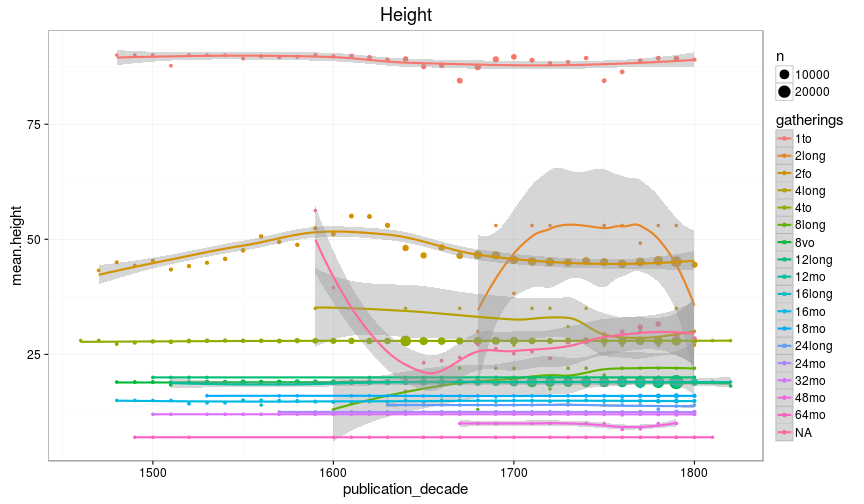 Height
mean.height
75
50
25
1500
1600
1700
1800
publication_decade
n
10000
20000
gatherings
1to
2long
2fo
4long
4to
8long
8vo
12long
12mo
16long
16mo
18mo
24long
24mo
32mo
48mo
64mo
NA